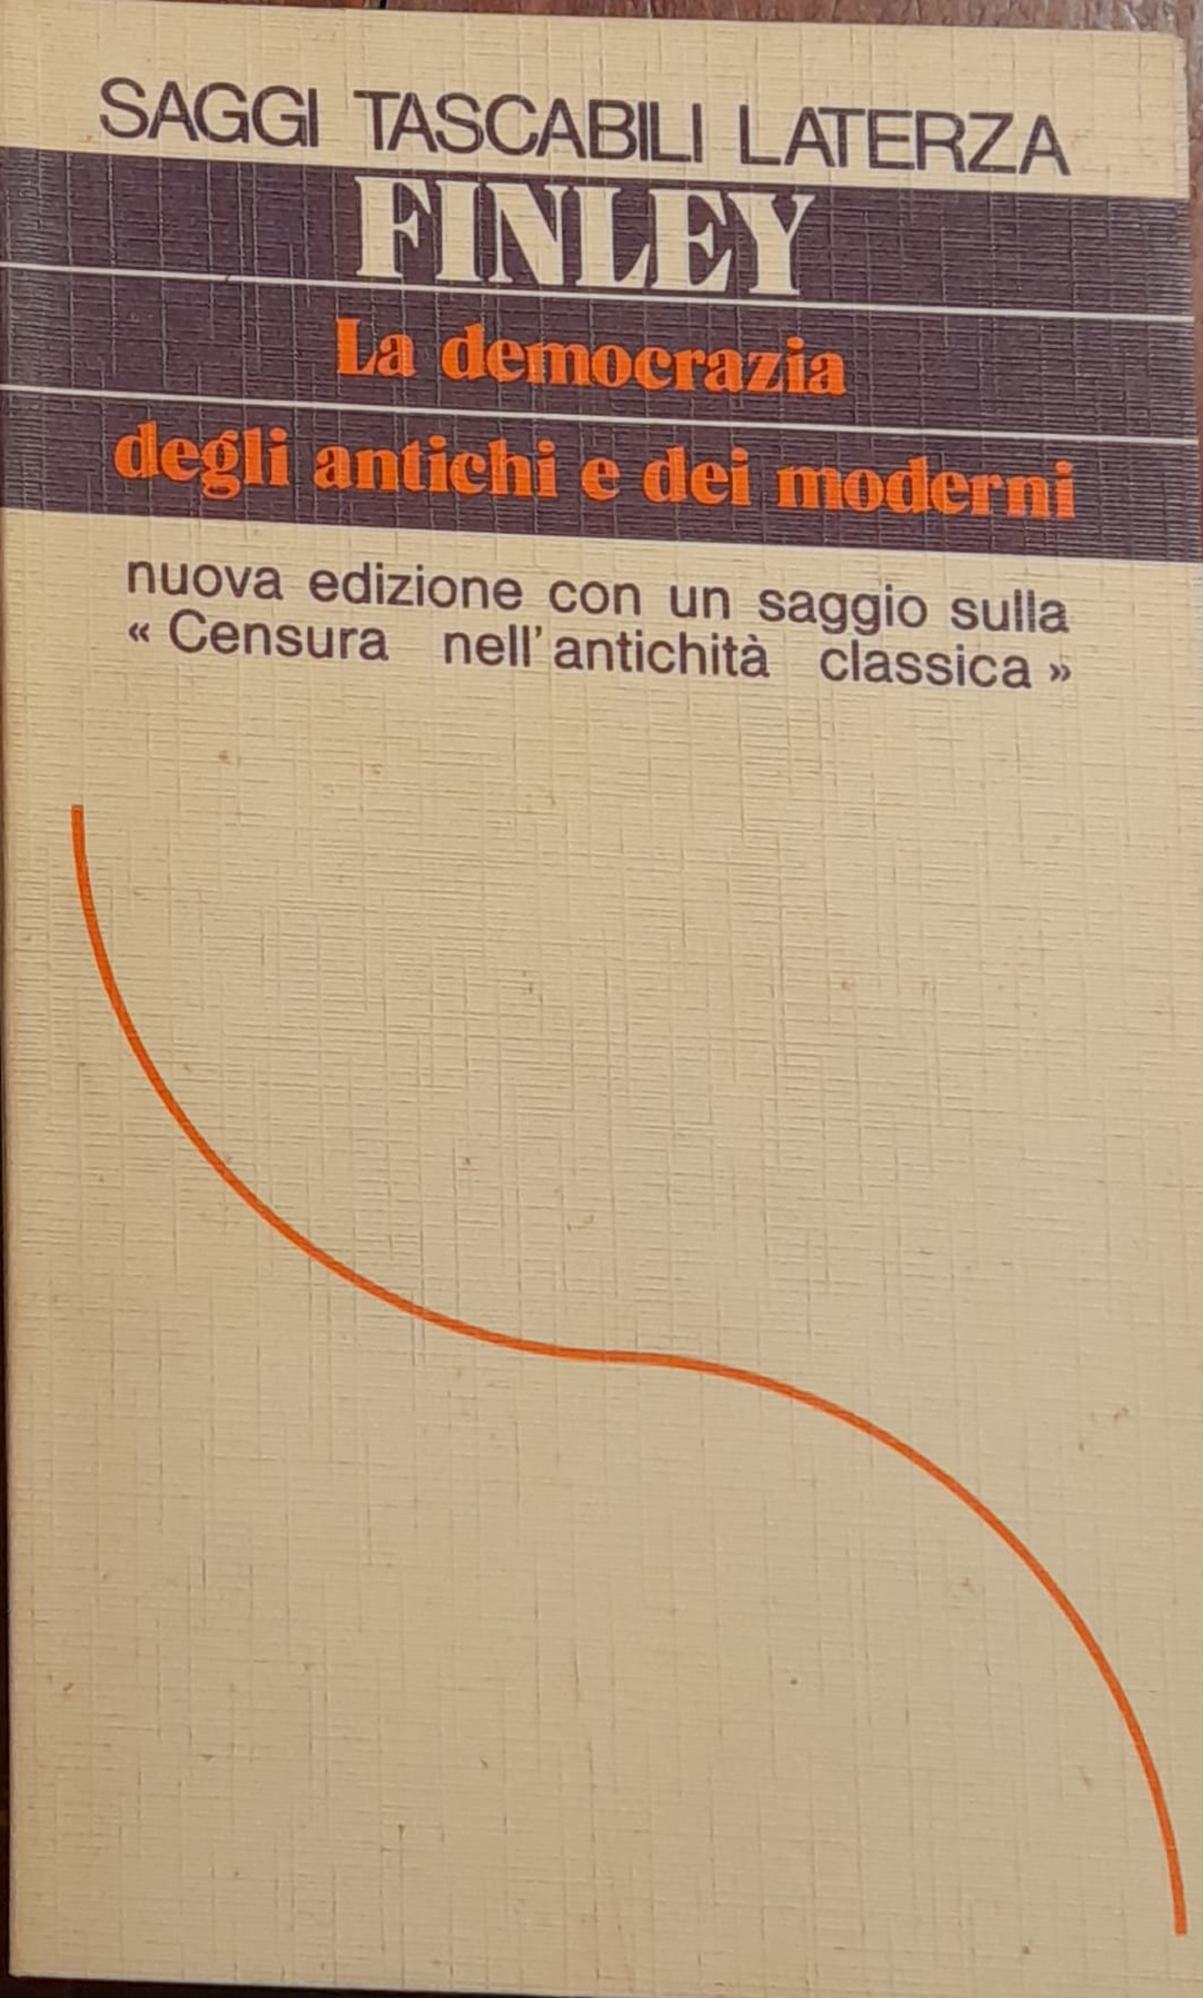 SAGGI TASCABILI LATERZA
FINLEY
La democrazia
degli antichi e dei moderni
nuova edizione con un saggio sulla
« Censura nell'antichità classica »